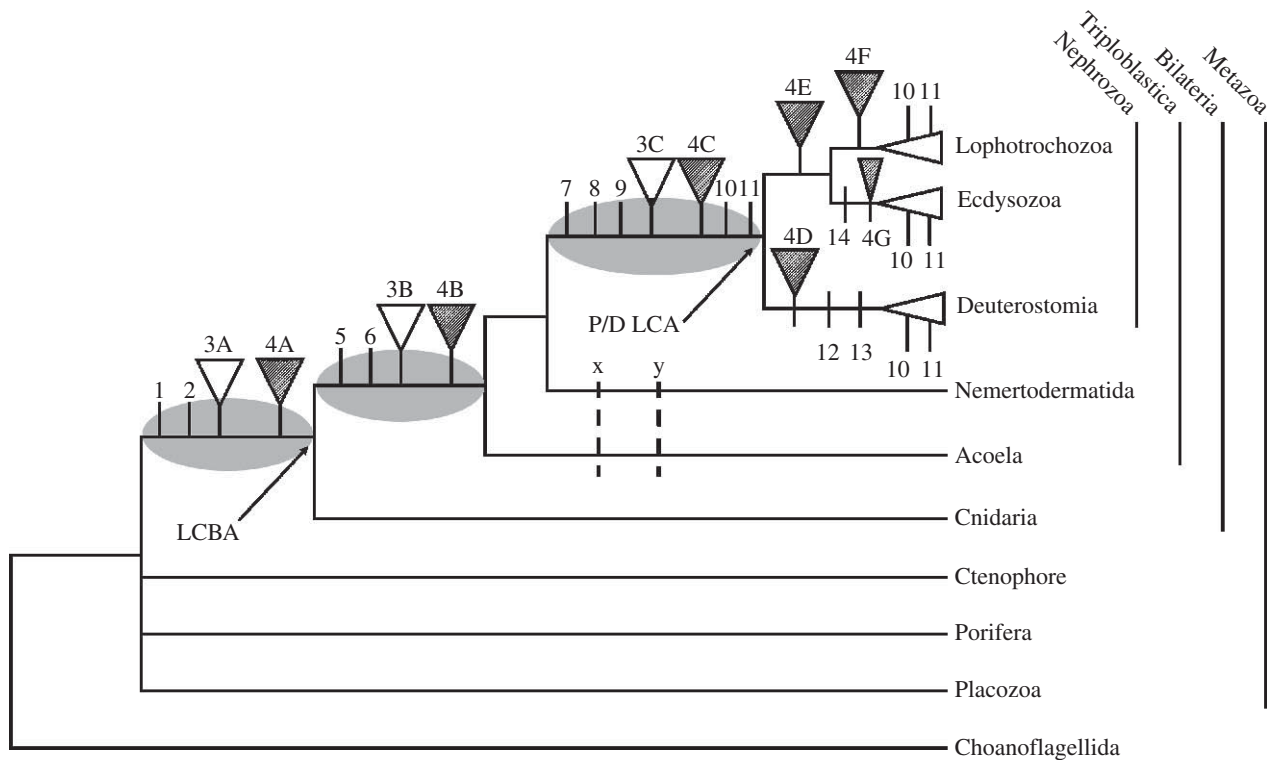 Nephrozoa
Triploblastica
Bilateria
Metazoa
4F
4E
10 11
Lophotrochozoa
3C 4C
7 8 9 10 11
Ecdysozoa
14 4G
10 11
4D
P/D LCA
Deuterostomia
12 13
10 11
3B 4B
5 6
x y
Nemertodermatida
3A 4A
1 2
Acoela
LCBA
Cnidaria
Ctenophore
Porifera
Placozoa
Choanoflagellida